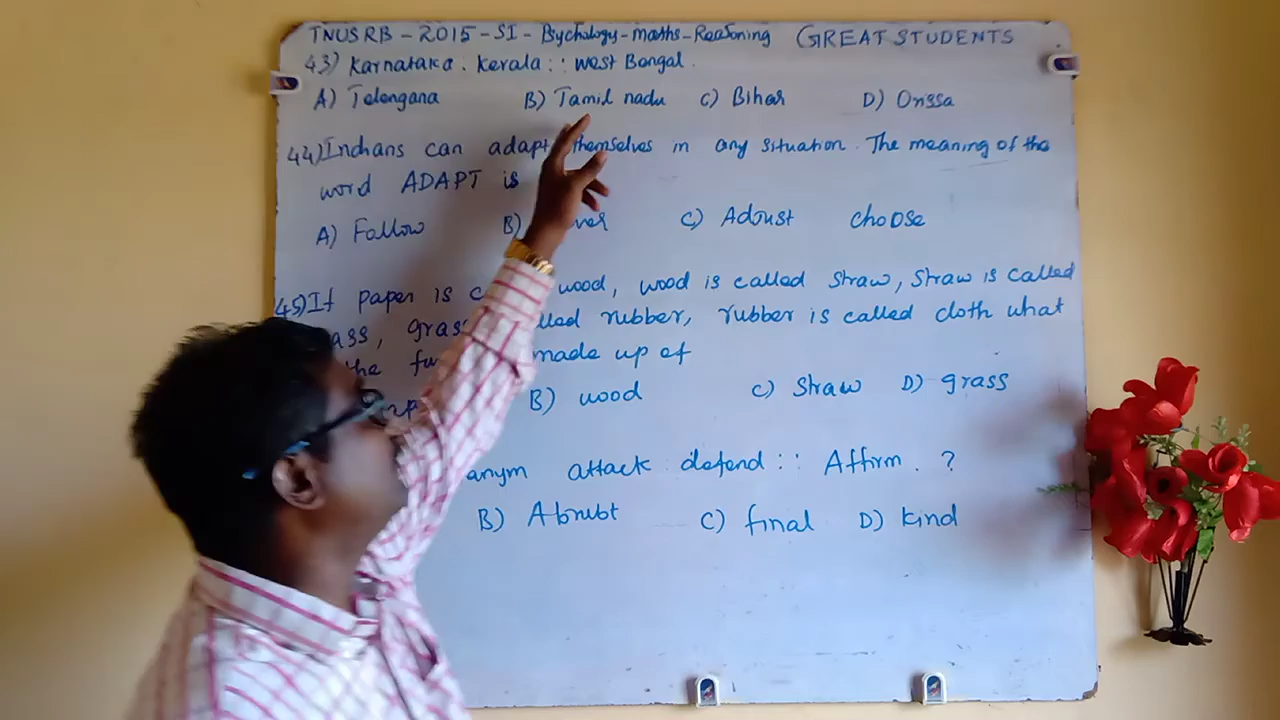 TNUSRB - 2015 - SI - Psychology - maths - Reasoning (GREAT STUDENTS
43) Karnataka : Kerala :: West Bengal
A) Telengana B) Tamil nadu C) Bihar D) Orissa
44) Indians can adapt themselves in any situation. The meaning of the
word ADAPT is
A) Follow B) C) Adjust choose
45) If paper is wood, wood is called straw, straw is called
rubber, rubber is called cloth what
the made up of
B) wood C) Straw D) grass
attack defend :: Affirm . ?
B) Abrubt C) final D) kind